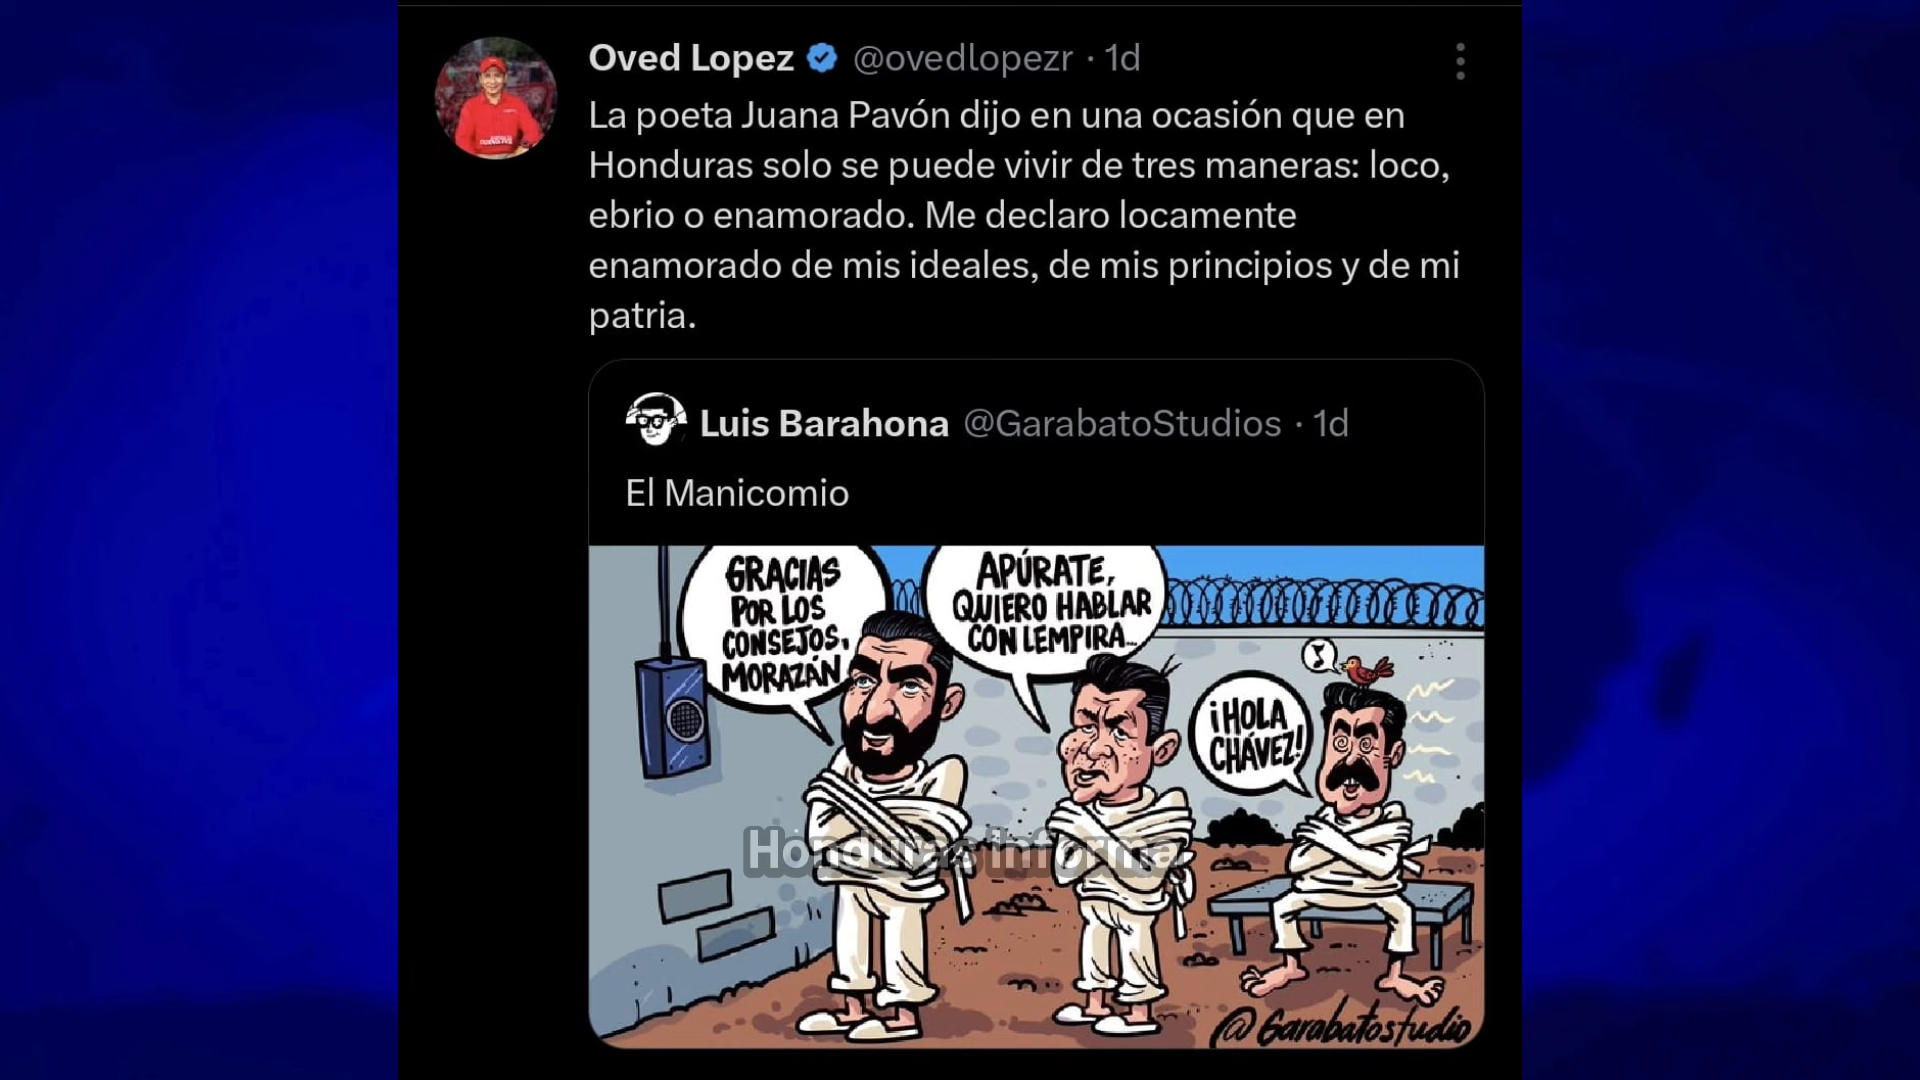 Oved Lopez @ovedlopezr · 1d
La poeta Juana Pavón dijo en una ocasión que en
Honduras solo se puede vivir de tres maneras: loco,
ebrio o enamorado. Me declaro locamente
enamorado de mis ideales, de mis principios y de mi
patria.
Luis Barahona @GarabatoStudios · 1d
El Manicomio
GRACIAS
POR LOS
CONSEJOS,
MORAZÁN
APÚRATE,
QUIERO HABLAR
CON LEMPIRA...
¡HOLA
CHÁVEZ!
Honduras informa
@Garabatostudio